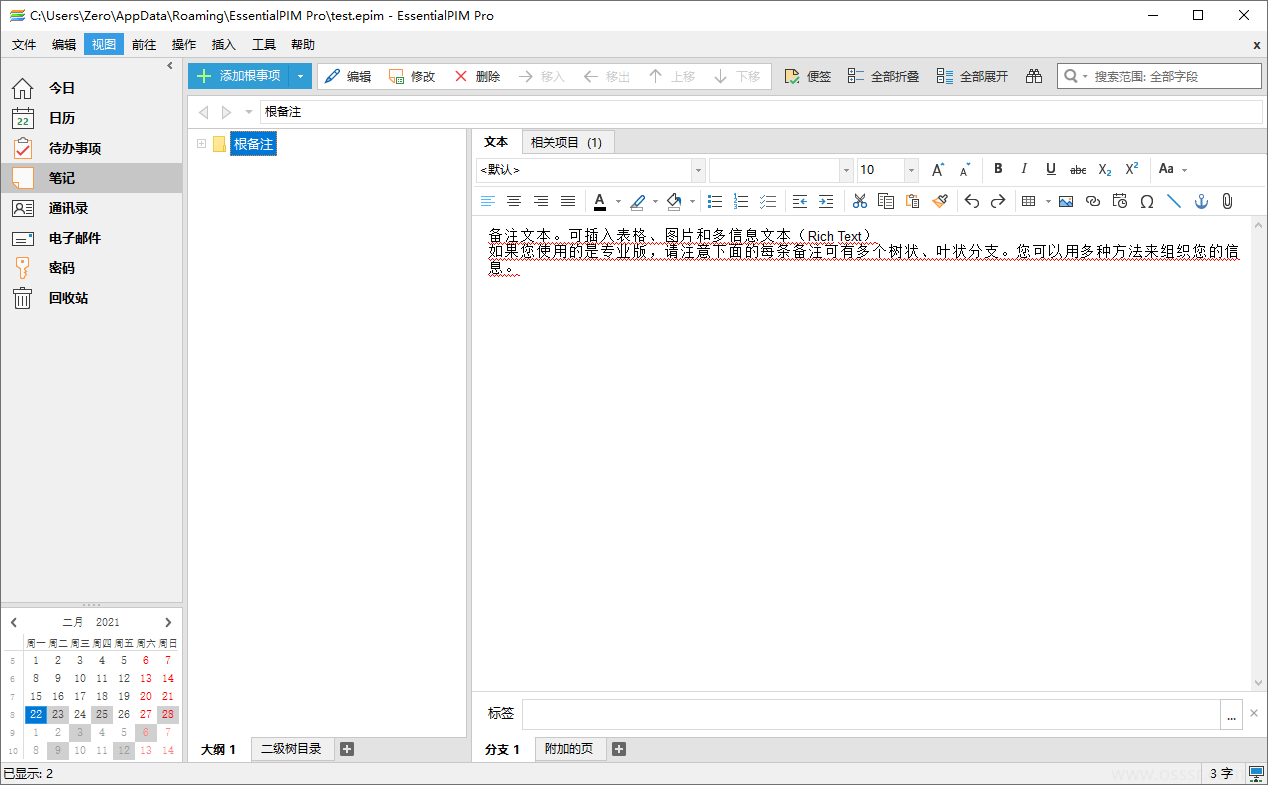 C:\Users\Zero\AppData\Roaming\EssentialPIM Pro\test.epim - EssentialPIM Pro
文件 编辑 视图 前往 操作 插入 工具 帮助 x
添加根事项 编辑 修改 删除 移入 移出 上移 下移 便签 全部折叠 全部展开 搜索范围: 全部字段
今日
22 日历
待办事项
笔记
通讯录
电子邮件
密码
回收站
根备注
根备注
文本 相关项目 (1)
<默认> 10 A A B I U abc X2 X2 Aa
A
备注文本。可插入表格、图片和多信息文本（Rich Text）
如果您使用的是专业版，请注意下面的每条备注可有多个树状、叶状分支。您可以用多种方法来组织您的信
息。
二月 2021
周一 周二 周三 周四 周五 周六 周日
5 1 2 3 4 5 6 7
6 8 9 10 11 12 13 14
7 15 16 17 18 19 20 21
8 22 23 24 25 26 27 28
9 1 2 3 4 5 6 7
10 8 9 10 11 12 13 14
标签 ...
大纲 1 二级树目录
分支 1 附加的页
已显示: 2
3 字